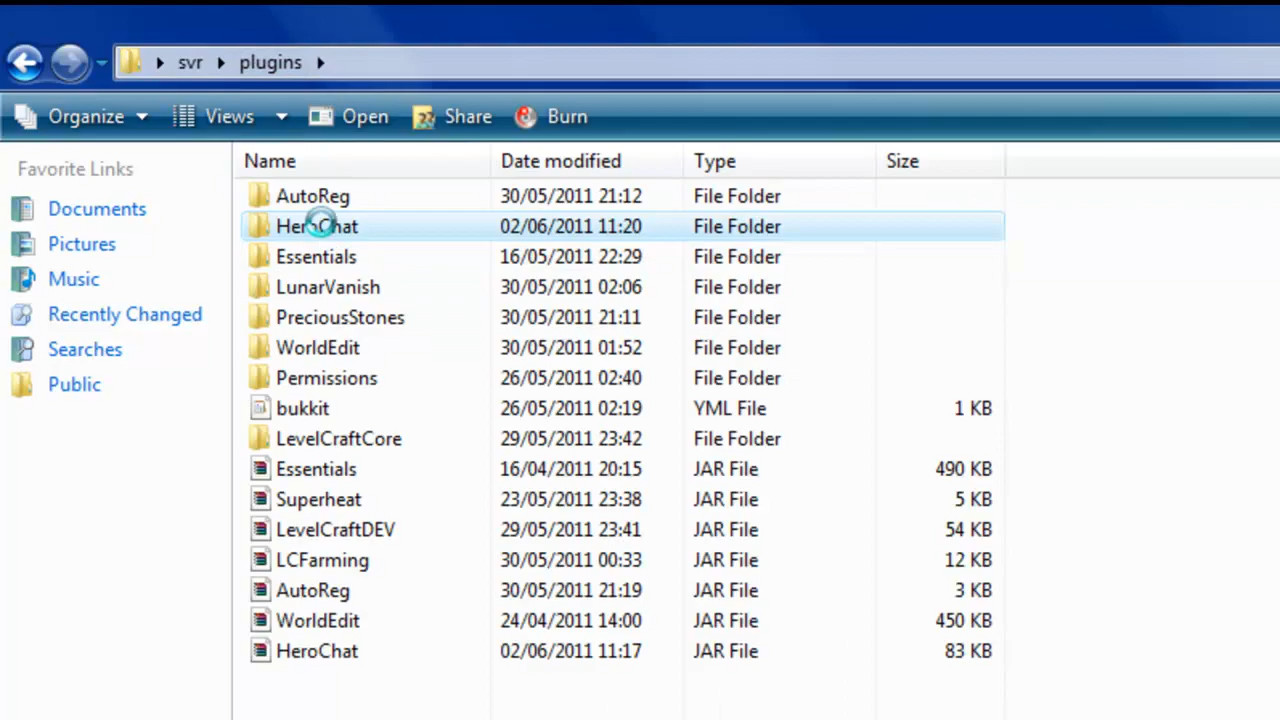 svr plugins
Organize Views Open Share Burn
Favorite Links
Documents
Pictures
Music
Recently Changed
Searches
Public
Name Date modified Type Size
AutoReg 30/05/2011 21:12 File Folder
HeroChat 02/06/2011 11:20 File Folder
Essentials 16/05/2011 22:29 File Folder
LunarVanish 30/05/2011 02:06 File Folder
PreciousStones 30/05/2011 21:11 File Folder
WorldEdit 30/05/2011 01:52 File Folder
Permissions 26/05/2011 02:40 File Folder
bukkit 26/05/2011 02:19 YML File 1 KB
LevelCraftCore 29/05/2011 23:42 File Folder
Essentials 16/04/2011 20:15 JAR File 490 KB
Superheat 23/05/2011 23:38 JAR File 5 KB
LevelCraftDEV 29/05/2011 23:41 JAR File 54 KB
LCFarming 30/05/2011 00:33 JAR File 12 KB
AutoReg 30/05/2011 21:19 JAR File 3 KB
WorldEdit 24/04/2011 14:00 JAR File 450 KB
HeroChat 02/06/2011 11:17 JAR File 83 KB